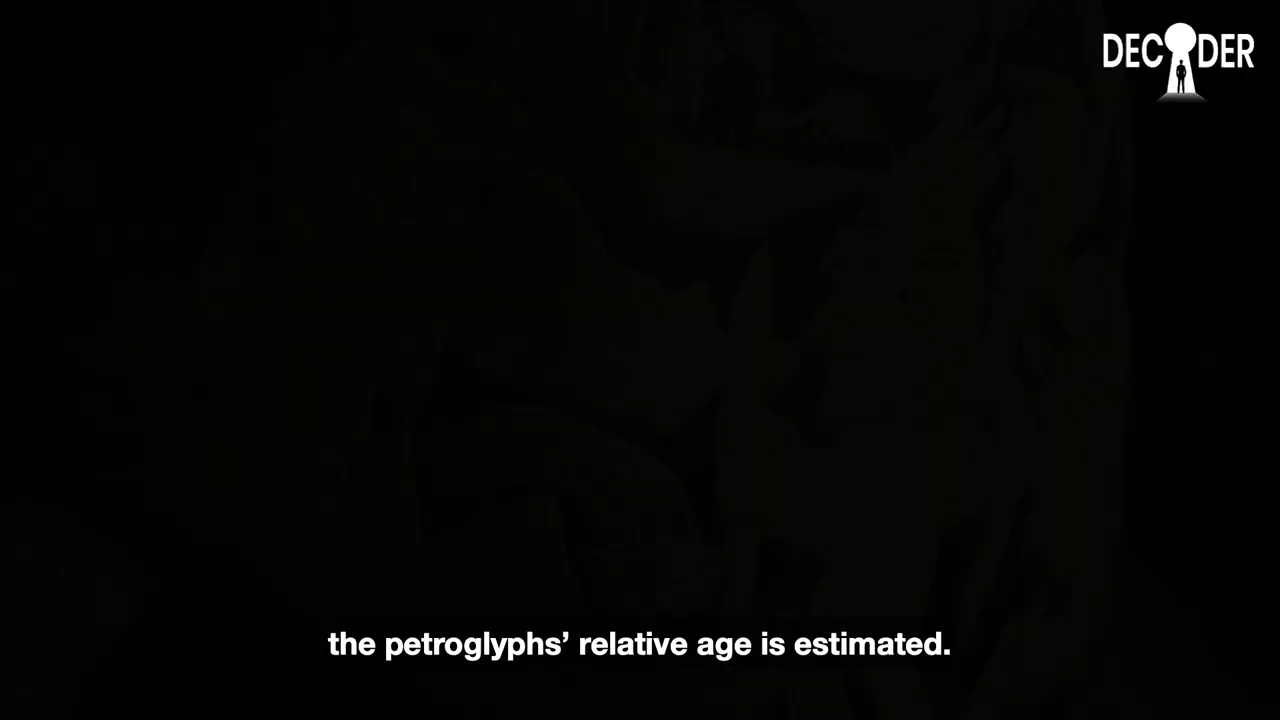 DECODER
the petroglyphs’ relative age is estimated.